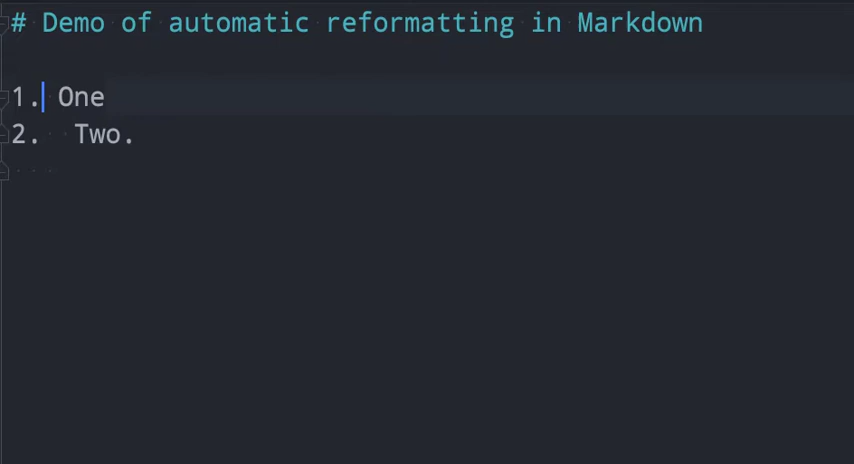 # Demo of automatic reformatting in Markdown
1. One
2.  Two.